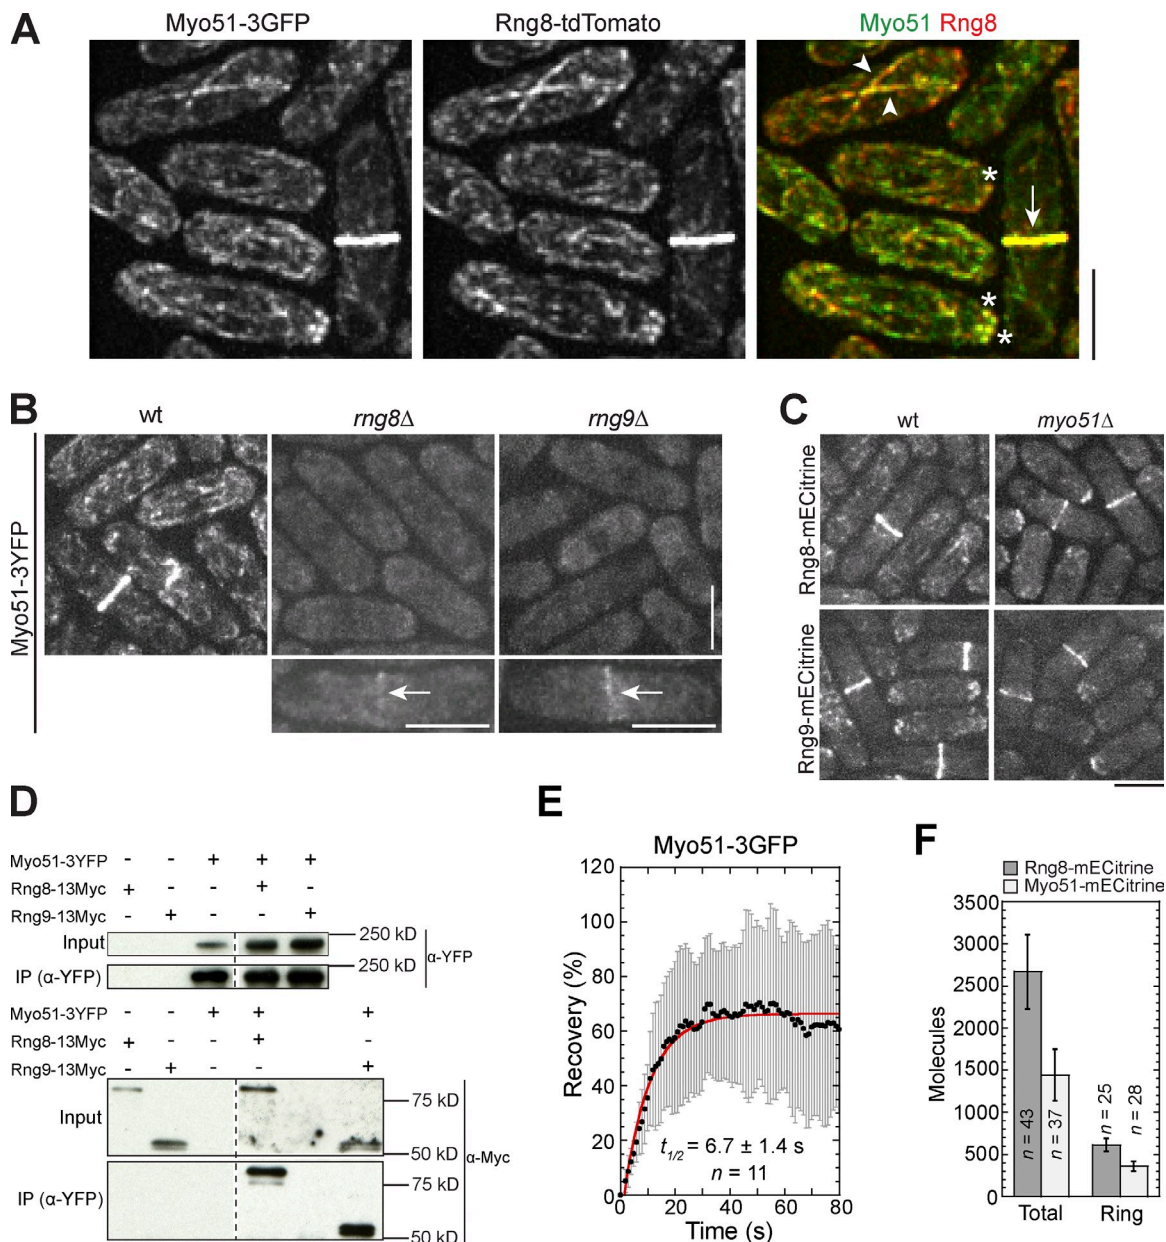 A
Myo51-3GFP
Rng8-tdTomato
Myo51 Rng8
*
*
*
B
wt
rng8Δ
rng9Δ
Myo51-3YFP
C
wt
myo51Δ
Rng8-mECitrine
Rng9-mECitrine
D
Myo51-3YFP - - + + +
Rng8-13Myc + - - + -
Rng9-13Myc - + - - +
Input
250 kD
IP (α-YFP)
250 kD
α-YFP
Myo51-3YFP - - + + +
Rng8-13Myc + - - + -
Rng9-13Myc - + - - +
Input
75 kD
50 kD
α-Myc
IP (α-YFP)
75 kD
50 kD
E
Myo51-3GFP
Recovery (%)
120
100
80
60
40
20
0
t1/2 = 6.7 ± 1.4 s
n = 11
0 20 40 60 80
Time (s)
F
Rng8-mECitrine
Myo51-mECitrine
Molecules
3500
3000
2500
2000
1500
1000
500
0
n = 43
n = 37
n = 25
n = 28
Total Ring